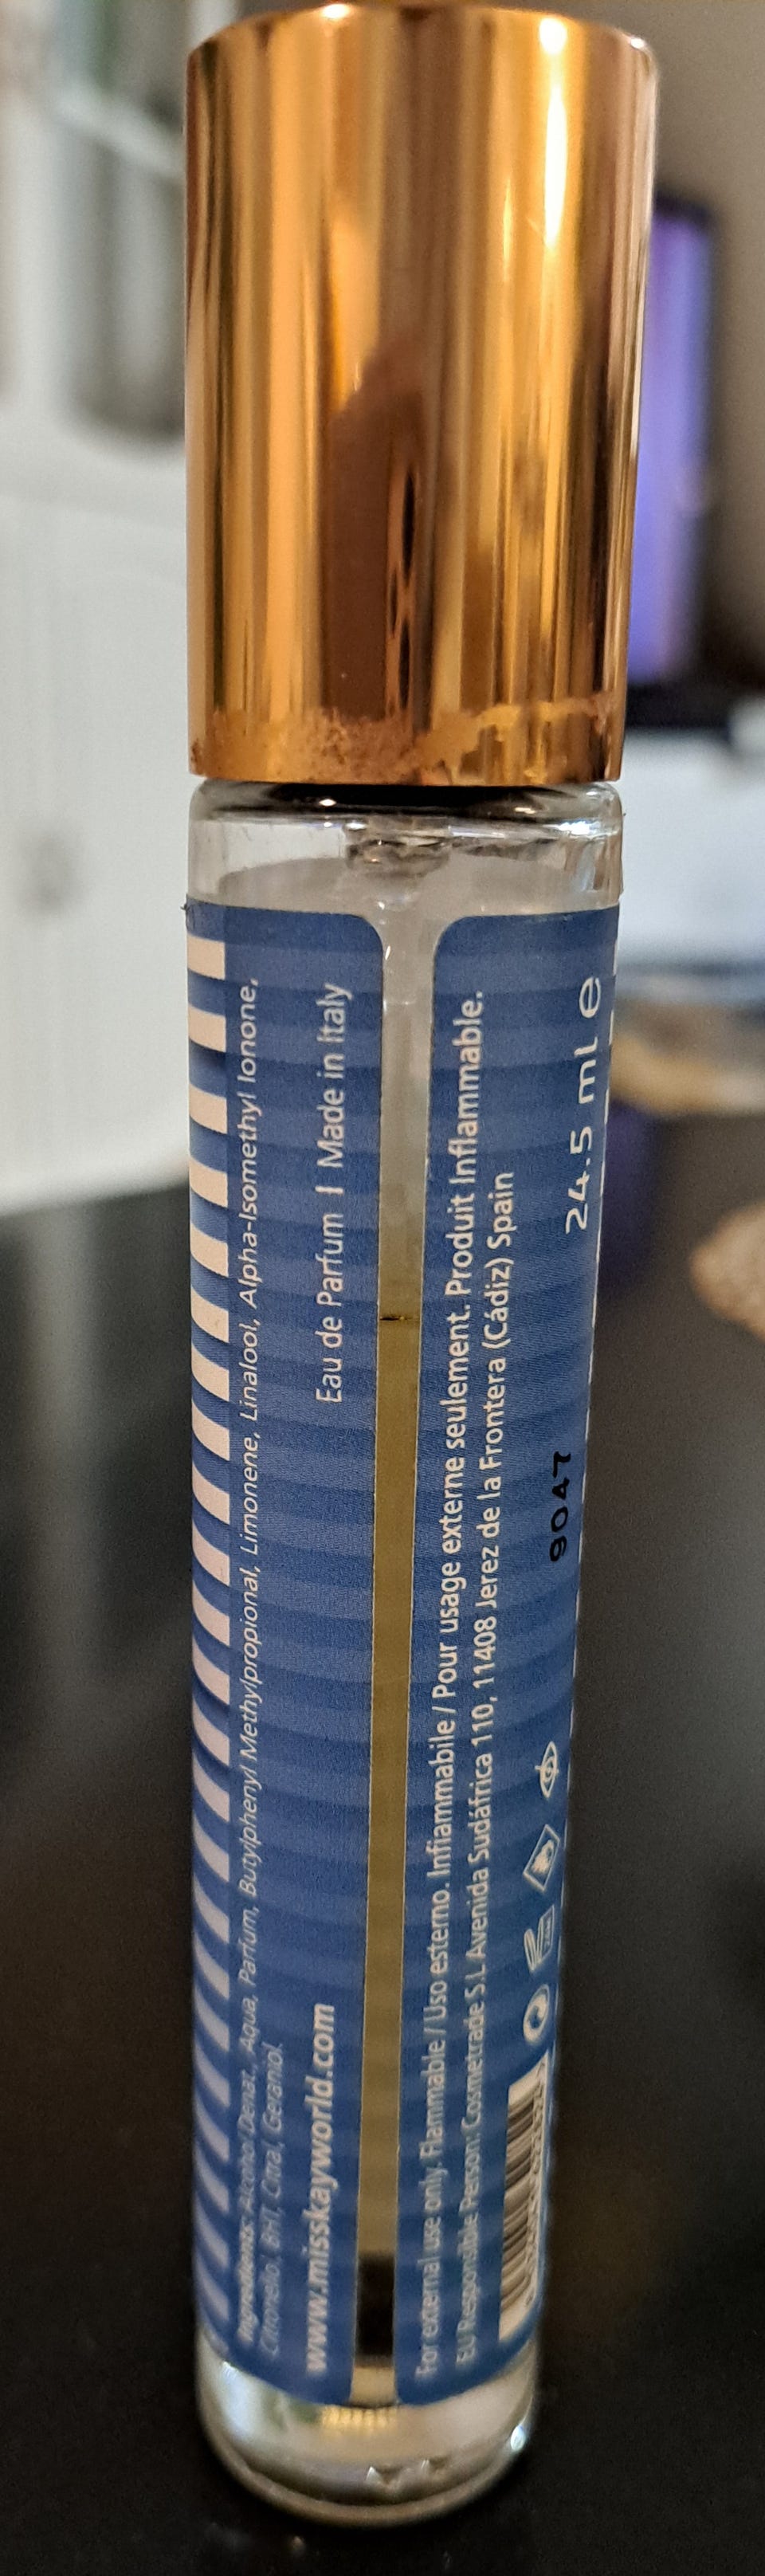 Ingredients: Alcohol Denat., Aqua, Parfum, Butylphenyl Methylpropional, Limonene, Linalool, Alpha-Isomethyl Ionone,
Citronellol, BHT, Citral, Geraniol.
Eau de Parfum I Made in Italy
www.misskayworld.com
For external use only. Flammable / Uso esterno. Infiammabile / Pour usage externe seulement. Produit Inflammable.
EU Responsible Person: Cosmetrade S.L Avenida Sudáfrica 110, 11408 Jerez de la Frontera (Cádiz) Spain
9047
24.5 ml e